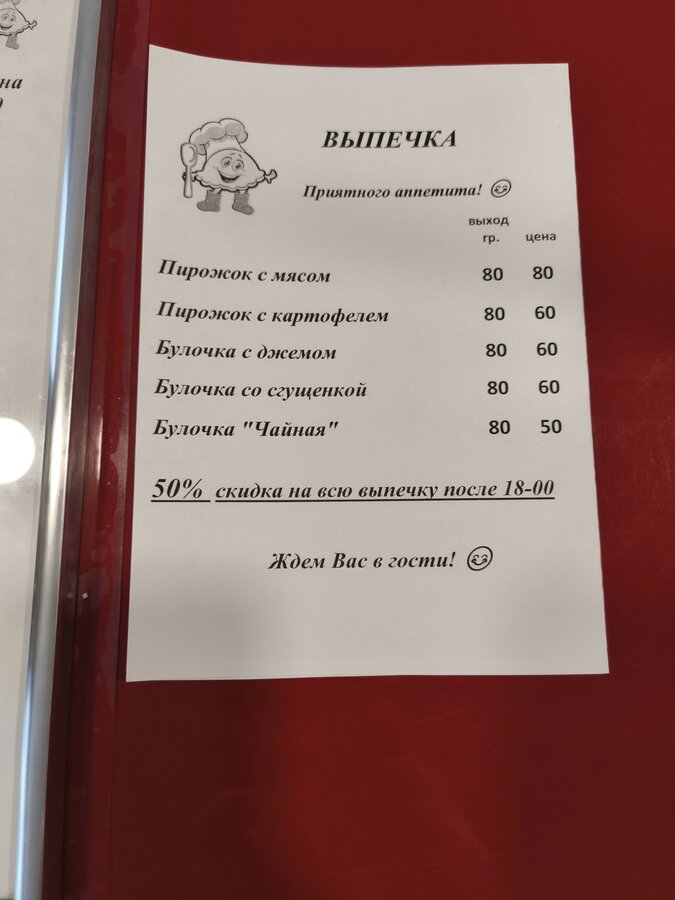 на
ВЫПЕЧКА
Приятного аппетита!
выход
гр. цена
Пирожок с мясом 80 80
Пирожок с картофелем 80 60
Булочка с джемом 80 60
Булочка со сгущенкой 80 60
Булочка "Чайная" 80 50
50% скидка на всю выпечку после 18-00
Ждем Вас в гости!